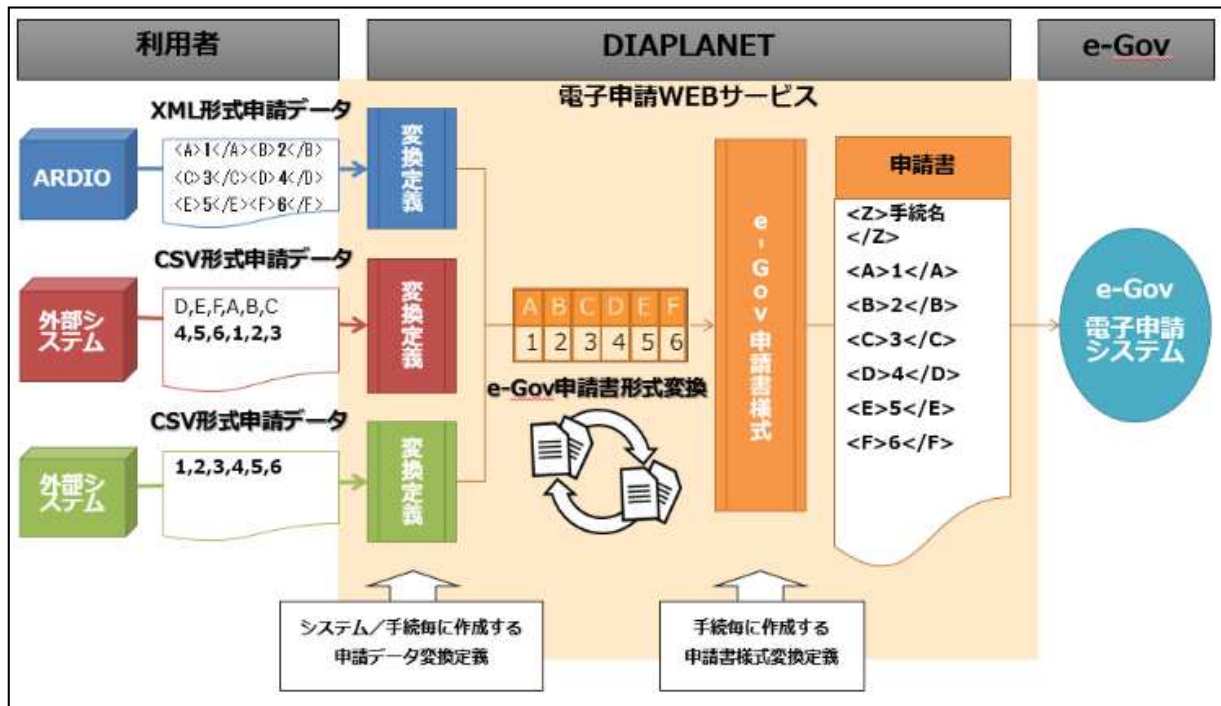 利用者
DIAPLANET
e-Gov
電子申請WEBサービス
XML形式申請データ
ARDIO
<A>1</A><B>2</B>
<C>3</C><D>4</D>
<E>5</E><F>6</F>
変換定義
CSV形式申請データ
外部シ
ステム
D,E,F,A,B,C
4,5,6,1,2,3
変換定義
CSV形式申請データ
外部シ
ステム
1,2,3,4,5,6
変換定義
A B C D E F
1 2 3 4 5 6
e-Gov申請書形式変換
e-Gov申請書様式
申請書
<Z>手続名
</Z>
<A>1</A>
<B>2</B>
<C>3</C>
<D>4</D>
<E>5</E>
<F>6</F>
e-Gov
電子申請
システム
システム／手続毎に作成する
申請データ変換定義
手続毎に作成する
申請書様式変換定義